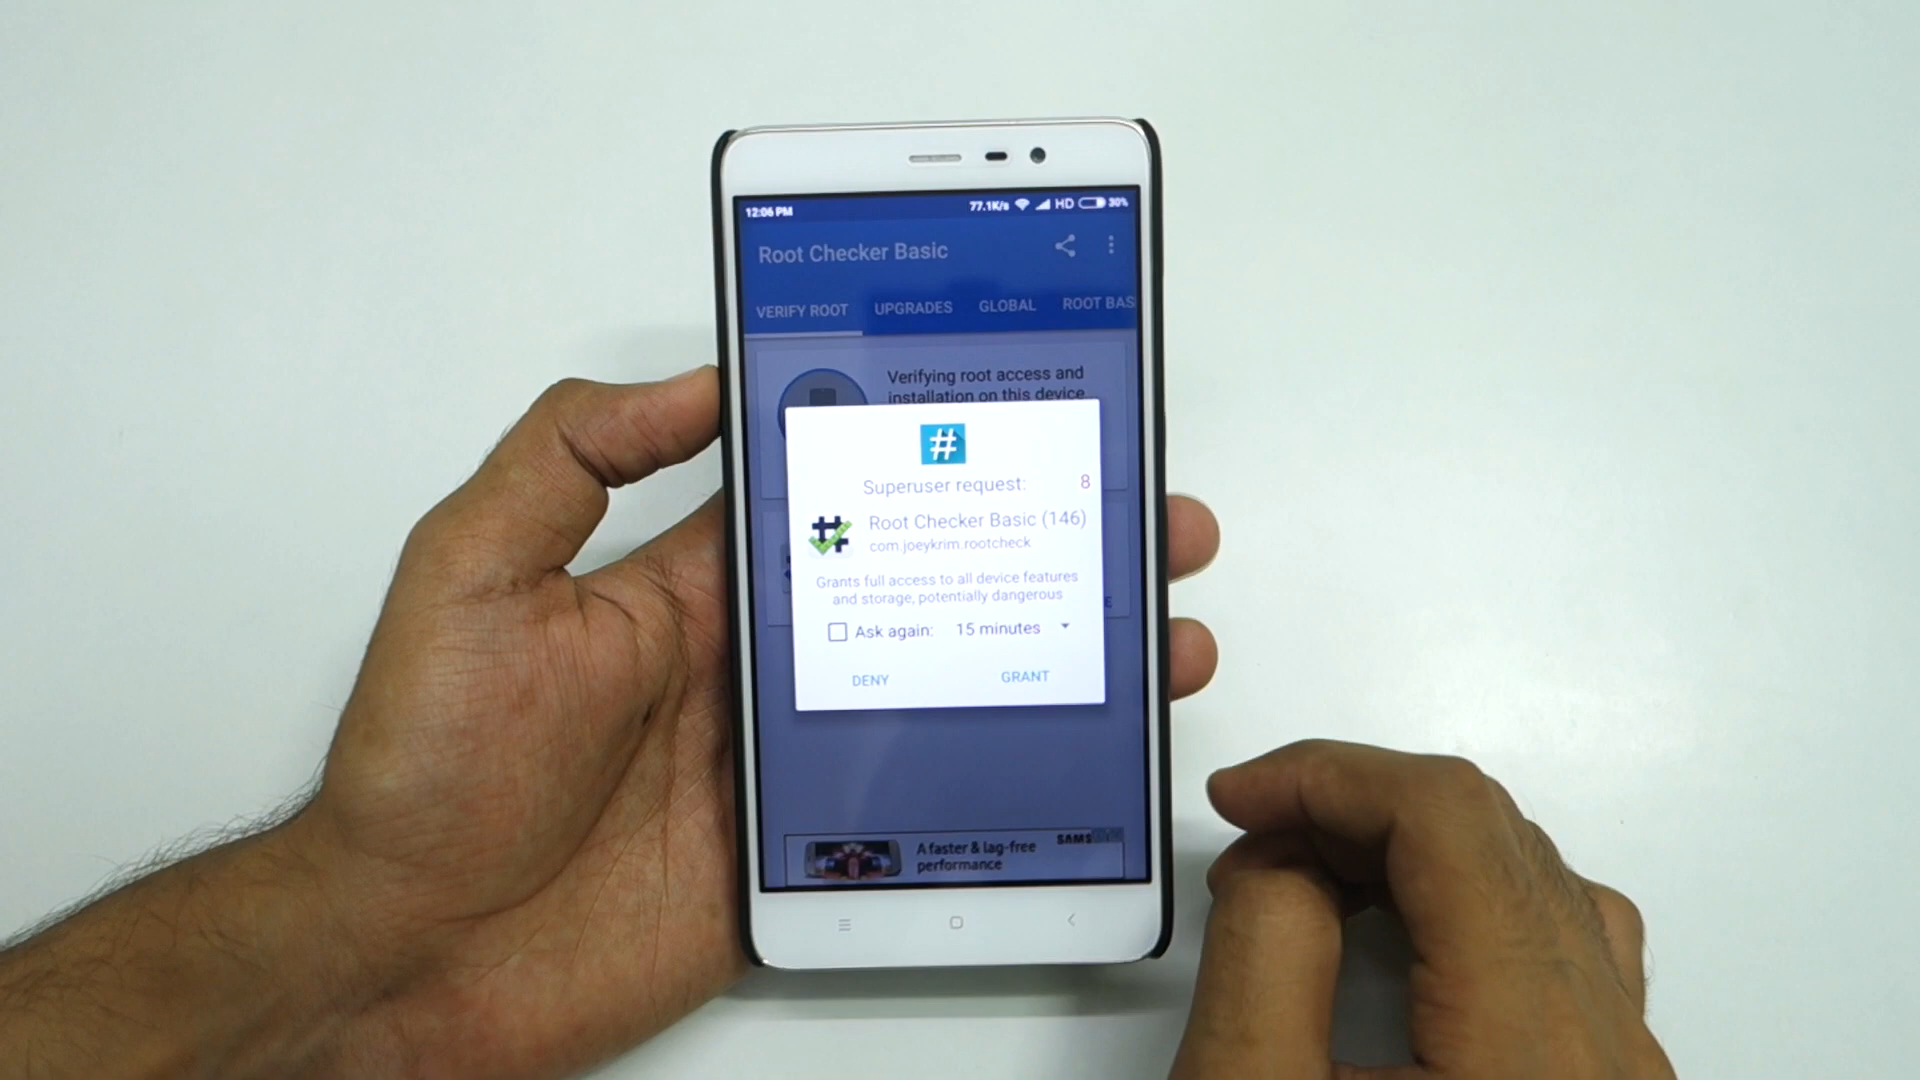 12:06 PM 77.1K/s HD 30%
Root Checker Basic
VERIFY ROOT UPGRADES GLOBAL ROOT BAS
Verifying root access and
installation on this device
#
Superuser request: 8
Root Checker Basic (146)
com.joeykrim.rootcheck
Grants full access to all device features
and storage, potentially dangerous
E
Ask again: 15 minutes
DENY GRANT
A faster & lag-free
performance
SAMS